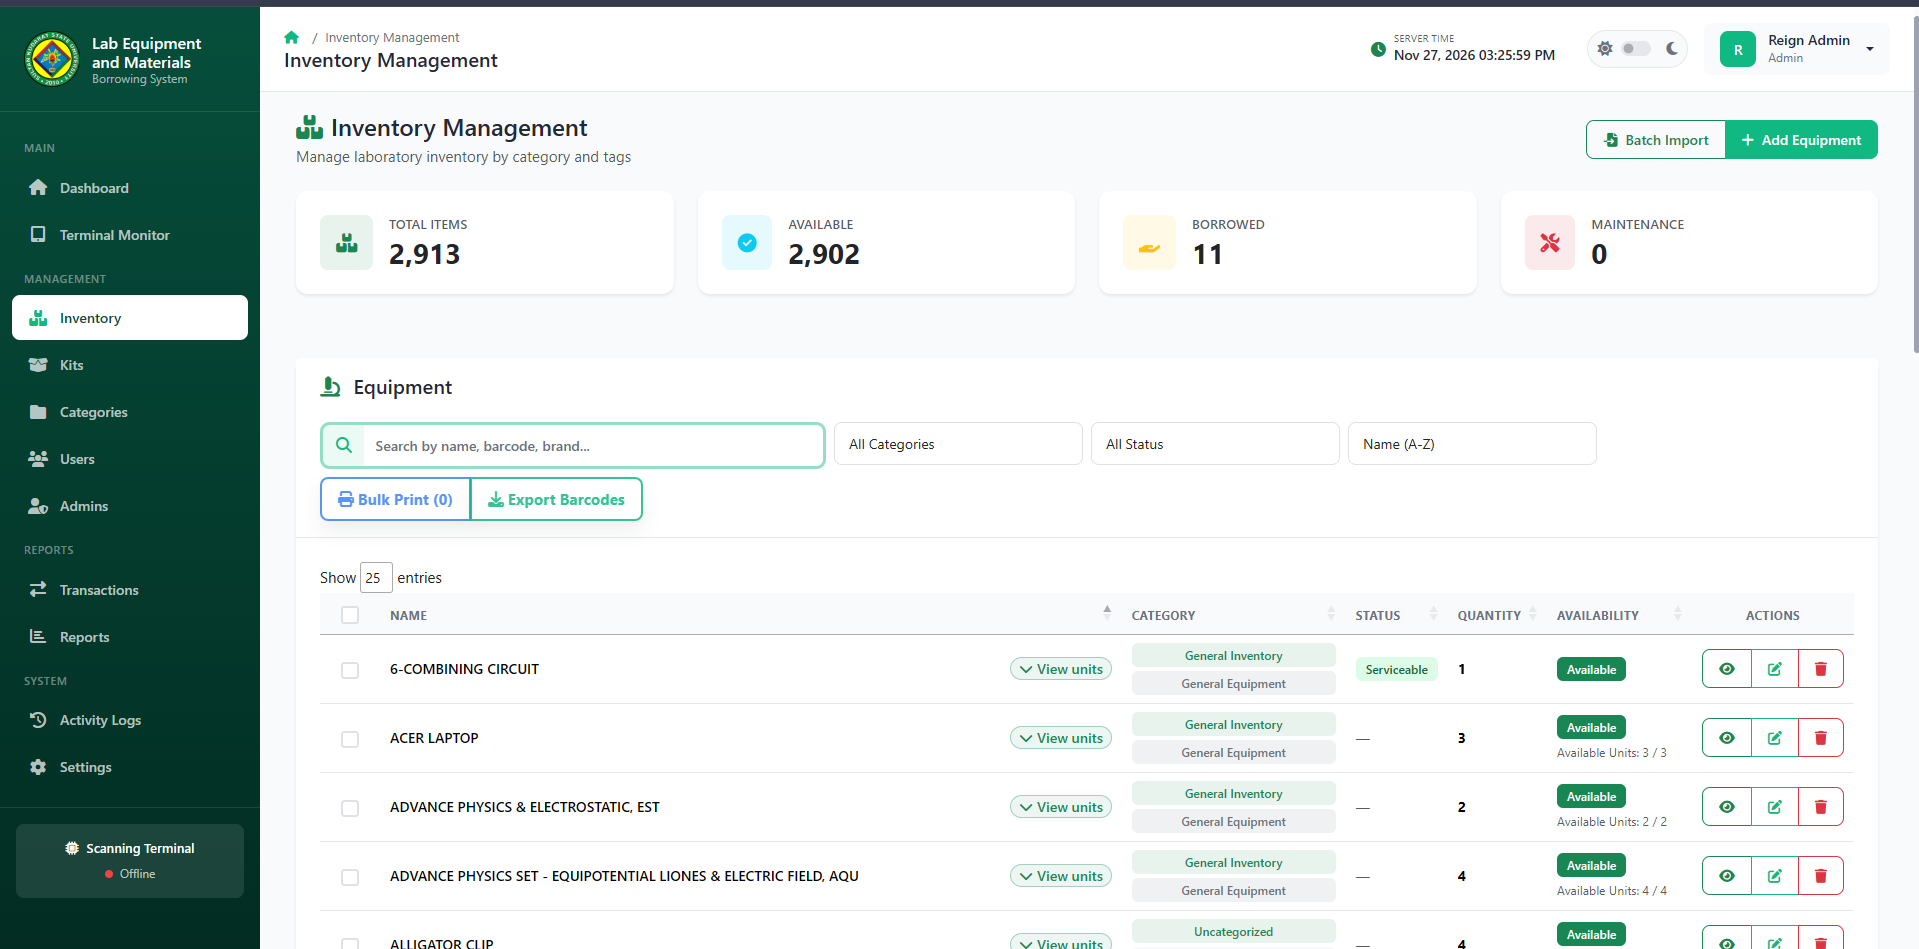 Lab Equipment
and Materials
Borrowing System
MAIN
Dashboard
Terminal Monitor
MANAGEMENT
Inventory
Kits
Categories
Users
Admins
REPORTS
Transactions
Reports
SYSTEM
Activity Logs
Settings
Scanning Terminal
Offline
/ Inventory Management
Inventory Management
SERVER TIME
Nov 27, 2026 03:25:59 PM
R
Reign Admin
Admin
Inventory Management
Manage laboratory inventory by category and tags
Batch Import
+ Add Equipment
TOTAL ITEMS
2,913
AVAILABLE
2,902
BORROWED
11
MAINTENANCE
0
Equipment
Search by name, barcode, brand...
All Categories
All Status
Name (A-Z)
Bulk Print (0)
Export Barcodes
Show 25 entries
NAME CATEGORY STATUS QUANTITY AVAILABILITY ACTIONS
6-COMBINING CIRCUIT
View units
General Inventory
General Equipment
Serviceable
1
Available
ACER LAPTOP
View units
General Inventory
General Equipment
—
3
Available
Available Units: 3 / 3
ADVANCE PHYSICS & ELECTROSTATIC, EST
View units
General Inventory
General Equipment
—
2
Available
Available Units: 2 / 2
ADVANCE PHYSICS SET - EQUIPOTENTIAL LIONES & ELECTRIC FIELD, AQU
View units
General Inventory
General Equipment
—
4
Available
Available Units: 4 / 4
ALLIGATOR CLIP
View units
Uncategorized
—
4
Available